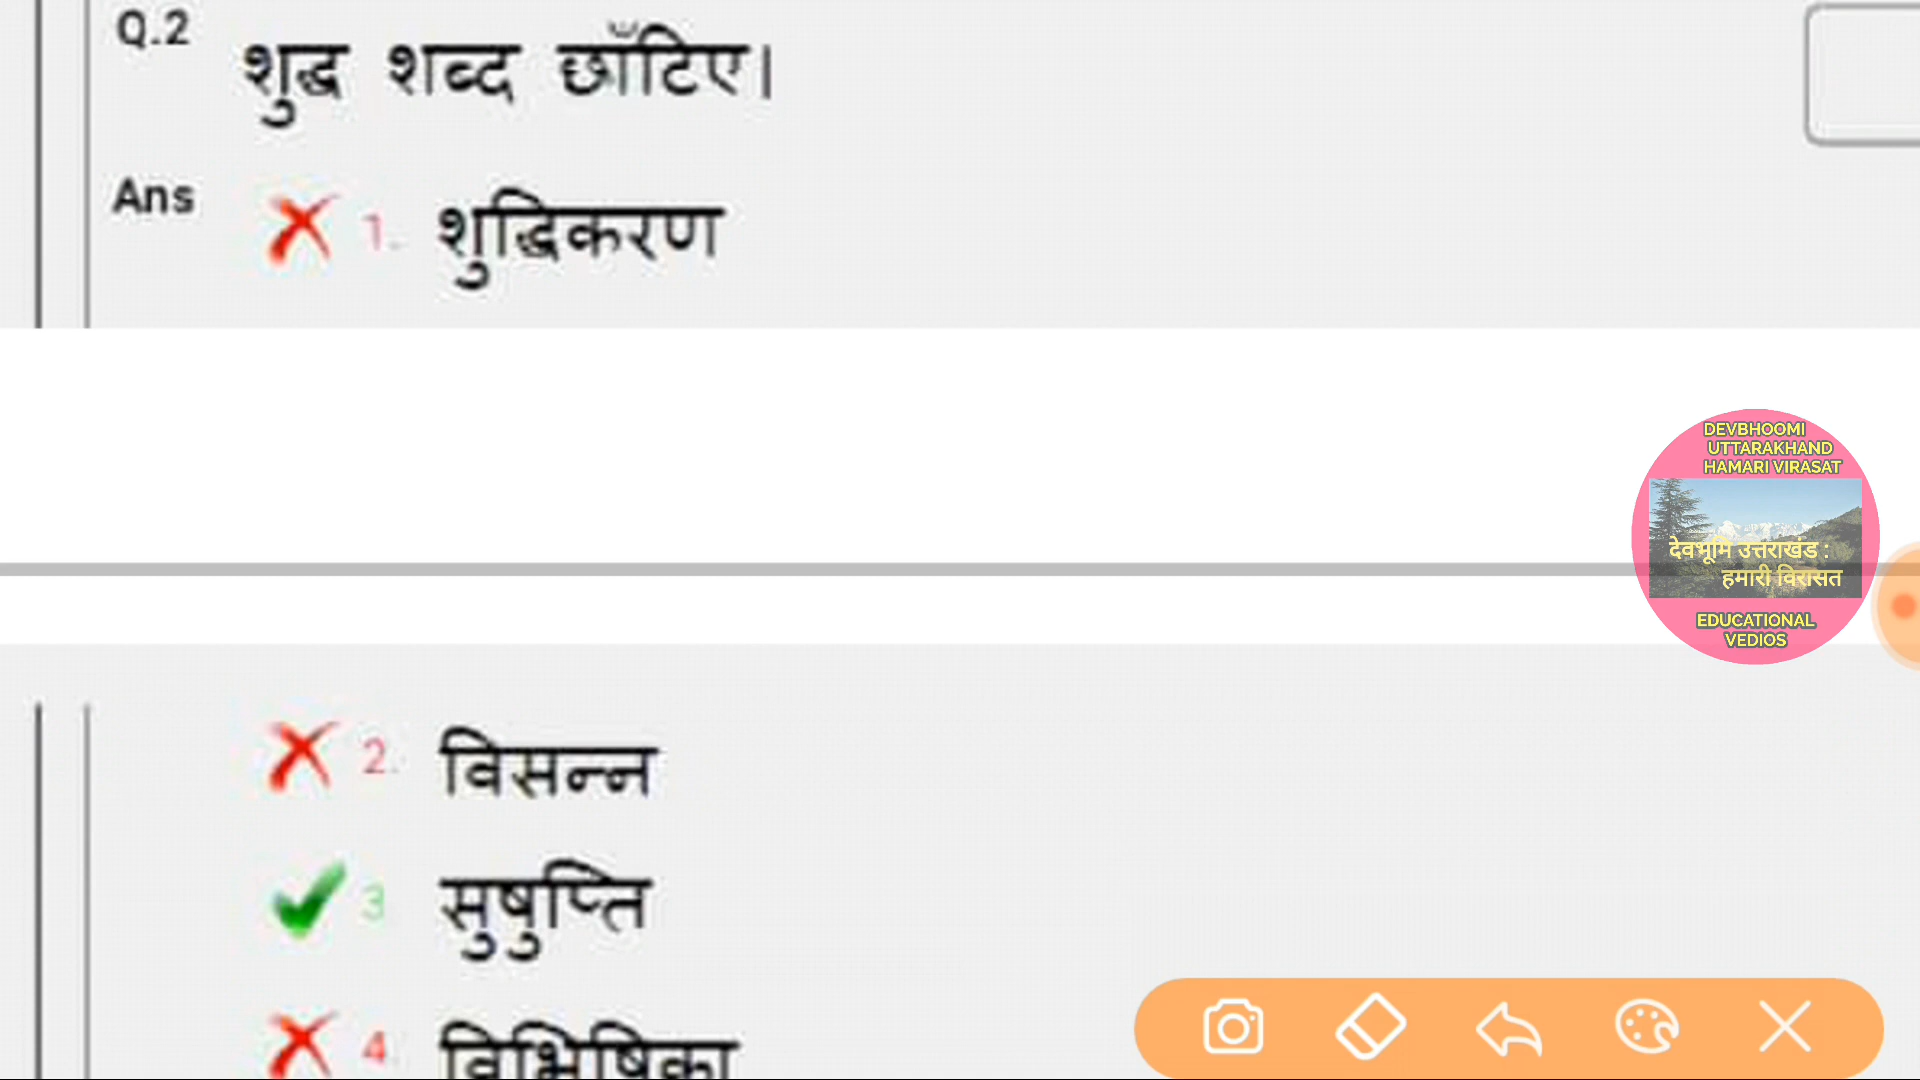 Q.2 शुद्ध शब्द छाँटिए।
Ans 1. शुद्धिकरण
DEVBHOOMI
UTTARAKHAND
HAMARI VIRASAT
देवभूमि उत्तराखंड :
हमारी विरासत
EDUCATIONAL
VEDIOS
2. विसन्न
3 सुषुप्ति
4. विभिषिका